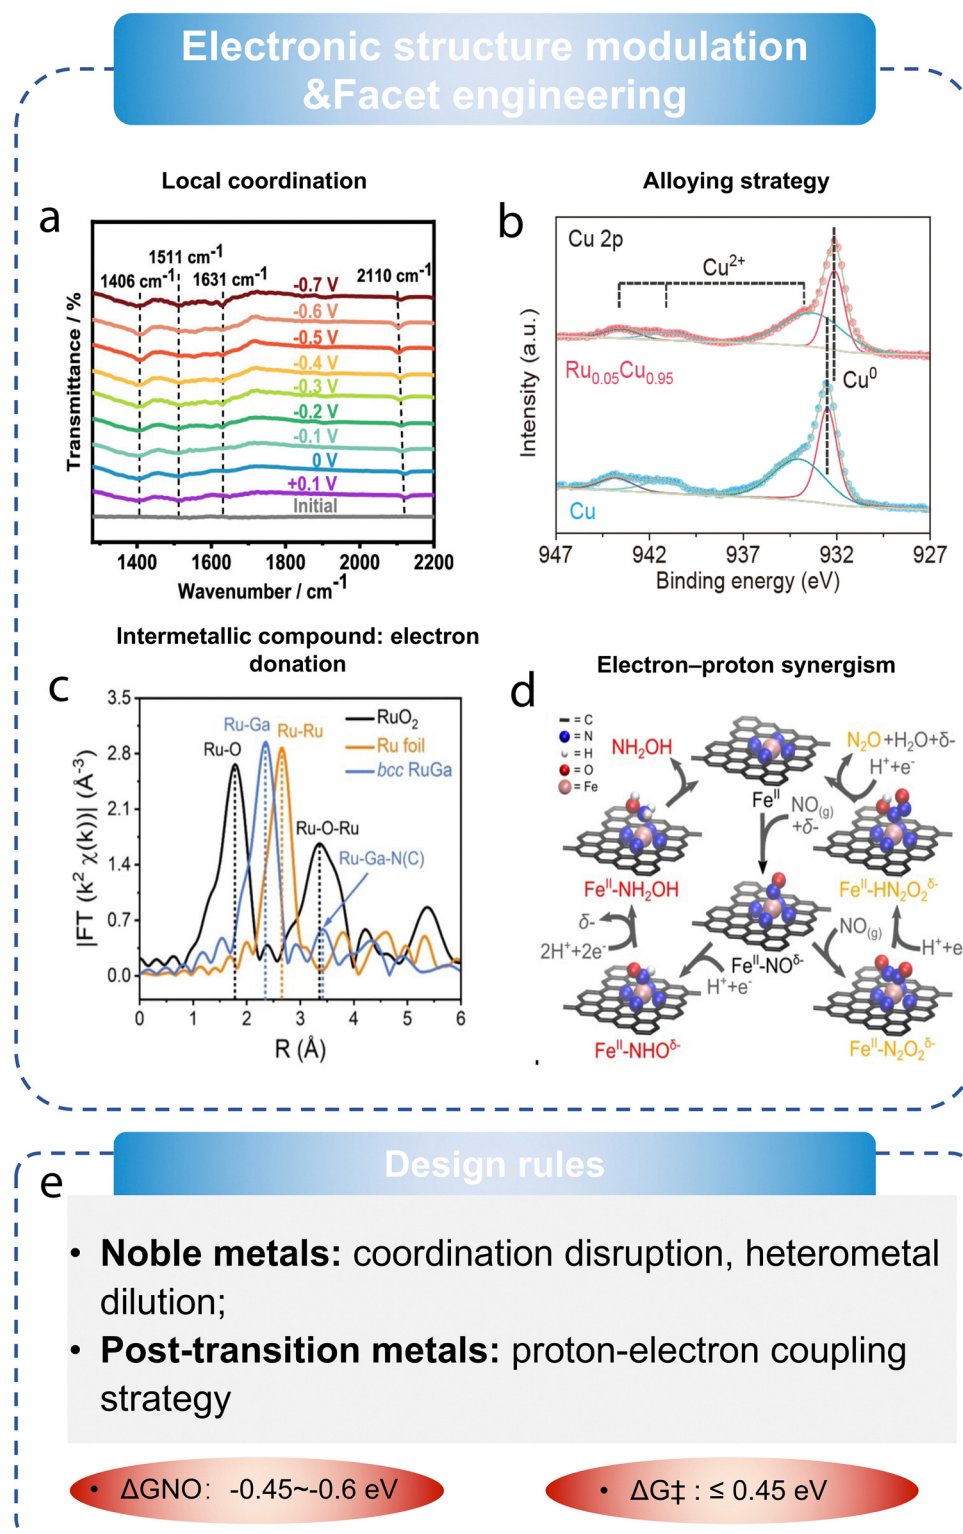 Electronic structure modulation
&Facet engineering
Local coordination
a
1511 cm-1
1406 cm-1
1631 cm-1
2110 cm-1
-0.7 V
-0.6 V
-0.5 V
-0.4 V
-0.3 V
-0.2 V
-0.1 V
0 V
+0.1 V
Initial
Transmittance / %
1400 1600 1800 2000 2200
Wavenumber / cm-1
Alloying strategy
b
Cu 2p
Cu2+
Ru0.05Cu0.95
Cu0
Cu
Intensity (a.u.)
947 942 937 932 927
Binding energy (eV)
Intermetallic compound: electron
donation
c
3.5
2.8
2.1
1.4
0.7
0.0
|FT (k2 χ(k))| (Å-3)
Ru-Ga
Ru-Ru
Ru-O
RuO2
Ru foil
bcc RuGa
Ru-O-Ru
Ru-Ga-N(C)
0 1 2 3 4 5 6
R (Å)
Electron–proton synergism
d
= C
= N
= H
= O
= Fe
NH2OH
N2O+H2O+δ-
H++e-
FeII
NO(g)
+δ-
FeII-NH2OH
FeII-HN2O2δ-
δ-
2H++2e-
NO(g)
H++e
FeII-NOδ-
H++e-
FeII-NHOδ-
FeII-N2O2δ-
Design rules
e
• Noble metals: coordination disruption, heterometal
dilution;
• Post-transition metals: proton-electron coupling
strategy
• ΔGNO: -0.45~-0.6 eV
• ΔG‡ : ≤ 0.45 eV